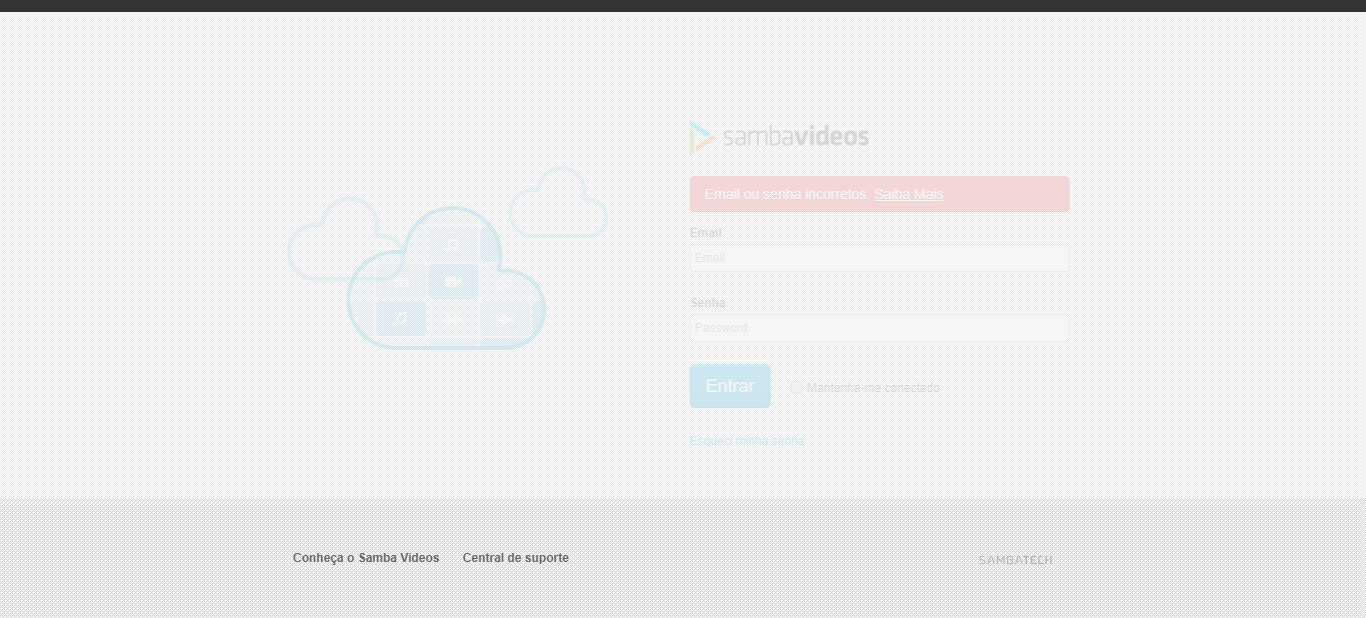 sambavideos
Email ou senha incorretos. Saiba Mais
Email
Email
Senha
Password
Entrar
Mantenha-me conectado
Esqueci minha senha
Conheça o Samba Videos
Central de suporte
SAMBATECH